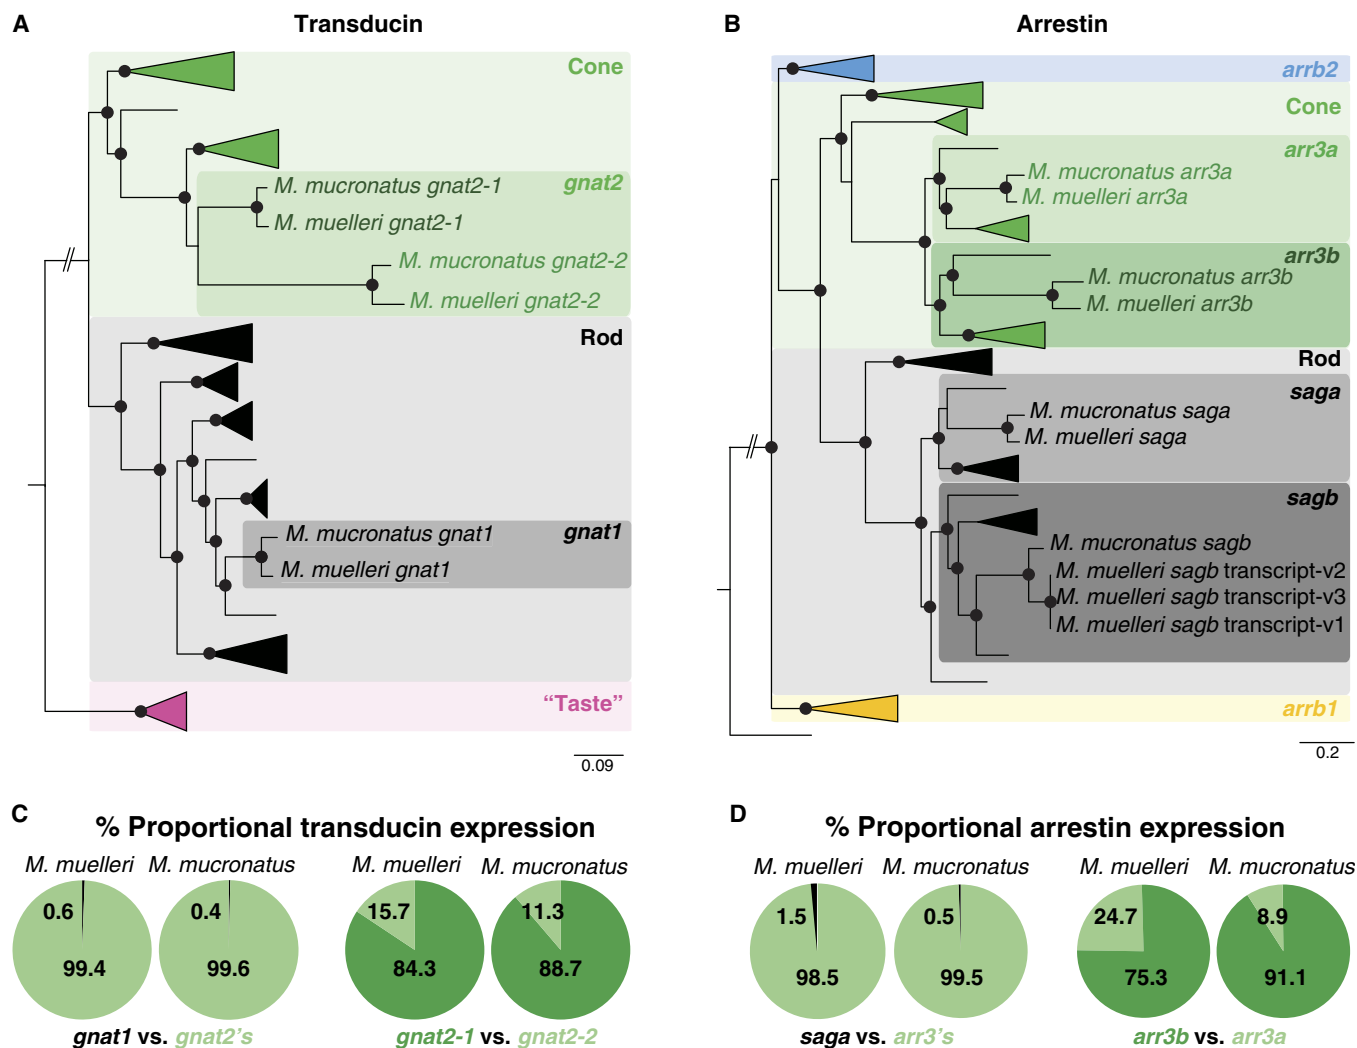 A
Transducin
Cone
gnat2
M. mucronatus gnat2-1
M. muelleri gnat2-1
M. mucronatus gnat2-2
M. muelleri gnat2-2
Rod
gnat1
M. mucronatus gnat1
M. muelleri gnat1
“Taste”
0.09
B
Arrestin
arrb2
Cone
arr3a
M. mucronatus arr3a
M. muelleri arr3a
arr3b
M. mucronatus arr3b
M. muelleri arr3b
Rod
saga
M. mucronatus saga
M. muelleri saga
sagb
M. mucronatus sagb
M. muelleri sagb transcript-v2
M. muelleri sagb transcript-v3
M. muelleri sagb transcript-v1
arrb1
0.2
C
% Proportional transducin expression
M. muelleri
M. mucronatus
M. muelleri
M. mucronatus
0.6
99.4
0.4
99.6
15.7
84.3
11.3
88.7
gnat1 vs. gnat2’s
gnat2-1 vs. gnat2-2
D
% Proportional arrestin expression
M. muelleri
M. mucronatus
M. muelleri
M. mucronatus
1.5
98.5
0.5
99.5
24.7
75.3
8.9
91.1
saga vs. arr3’s
arr3b vs. arr3a